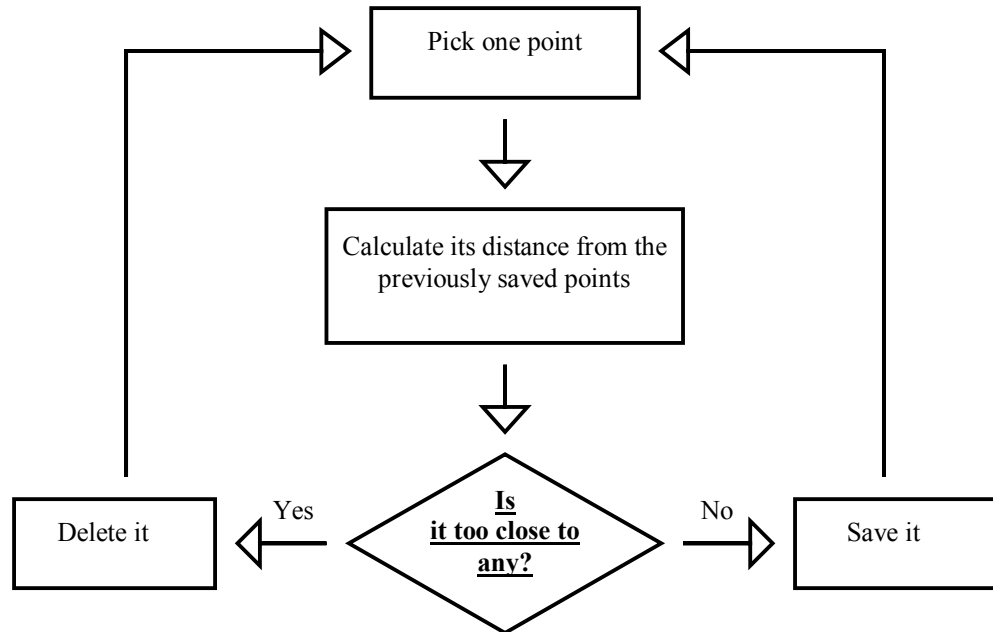 Pick one point
Calculate its distance from the
previously saved points
Is
it too close to
any?
Yes
No
Delete it
Save it